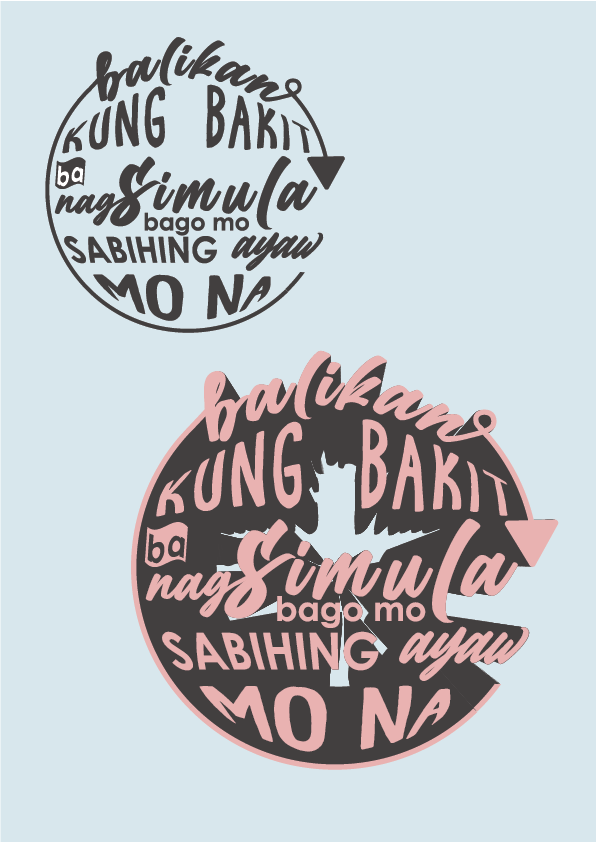 balikan
KUNG BAKIT
ba
nagsimula
bago mo
SABIHING ayaw
MO NA
balikan
KUNG BAKIT
ba
nagsimula
bago mo
SABIHING ayaw
MO NA